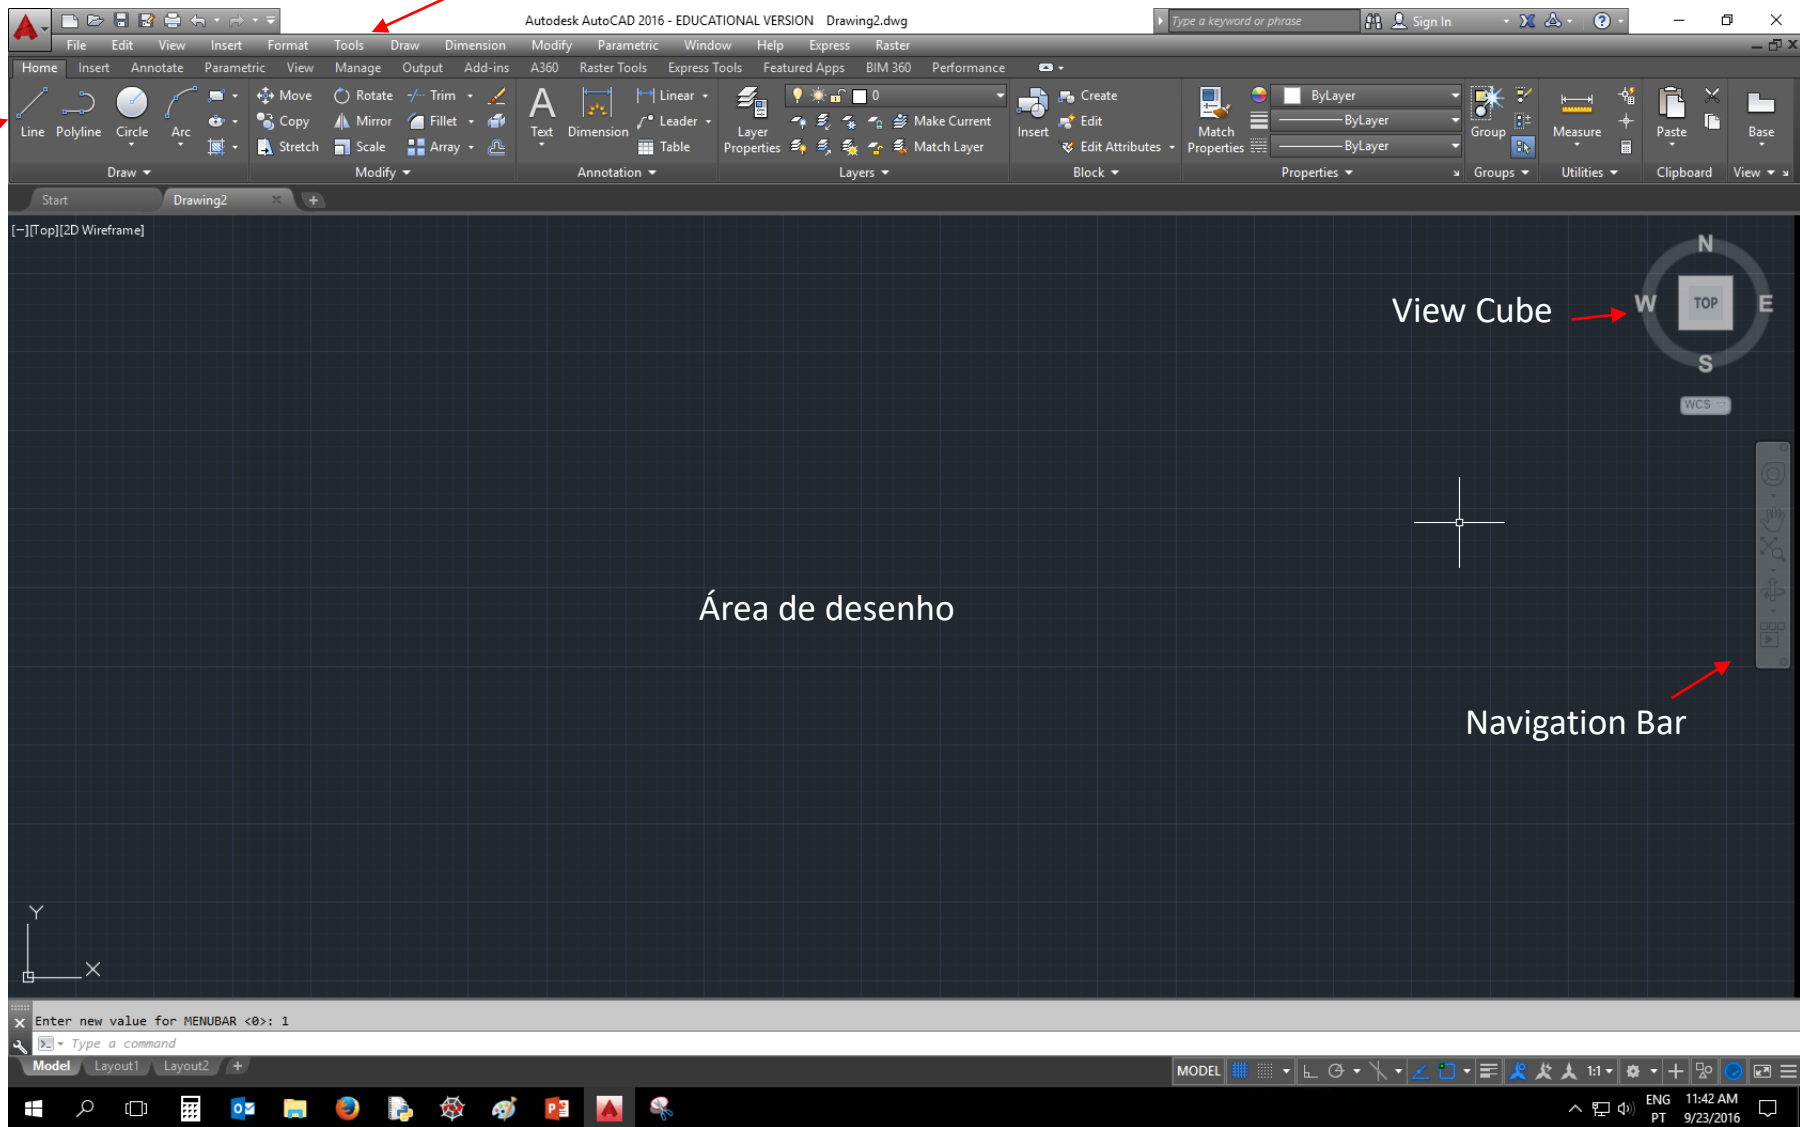 Autodesk AutoCAD 2016 - EDUCATIONAL VERSION Drawing2.dwg
Type a keyword or phrase
Sign In
File Edit View Insert Format Tools Draw Dimension Modify Parametric Window Help Express Raster
Home Insert Annotate Parametric View Manage Output Add-ins A360 Raster Tools Express Tools Featured Apps BIM 360 Performance
Move Rotate Trim Linear 0 Create ByLayer
Copy Mirror Fillet Leader Make Current Edit ByLayer
Line Polyline Circle Arc Text Dimension Layer Properties Insert Match Properties Group Measure Paste Base
Stretch Scale Array Table Match Layer Edit Attributes ByLayer
Draw Modify Annotation Layers Block Properties Groups Utilities Clipboard View
Start Drawing2
[−][Top][2D Wireframe]
N
View Cube
W TOP E
S
WCS
Área de desenho
Navigation Bar
Y
X
Enter new value for MENUBAR <0>: 1
Type a command
Model Layout1 Layout2 +
MODEL 1:1
ENG 11:42 AM
PT 9/23/2016